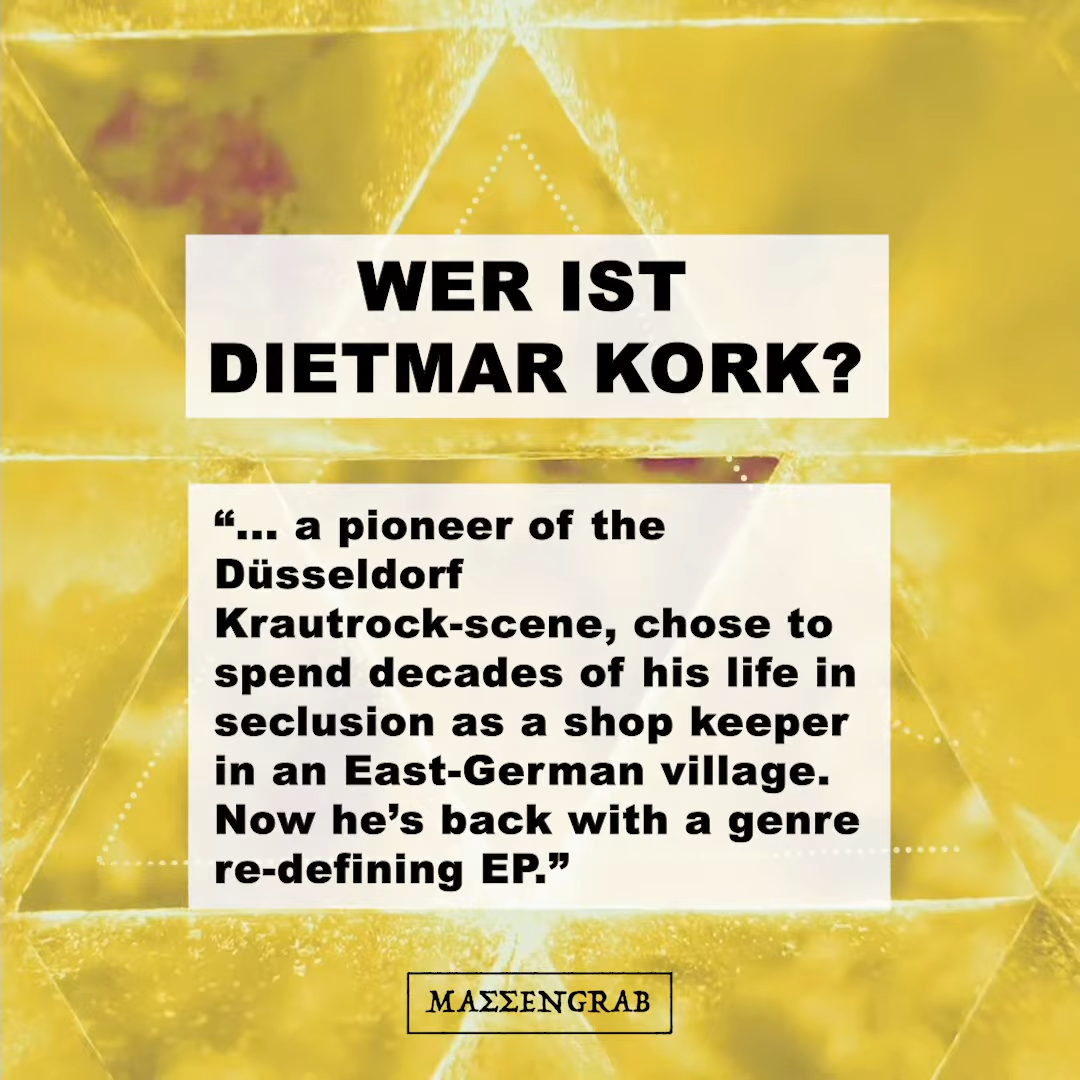 WER IST
DIETMAR KORK?
“... a pioneer of the
Düsseldorf
Krautrock-scene, chose to
spend decades of his life in
seclusion as a shop keeper
in an East-German village.
Now he’s back with a genre
re-defining EP.”
MAΣΣENGRAB